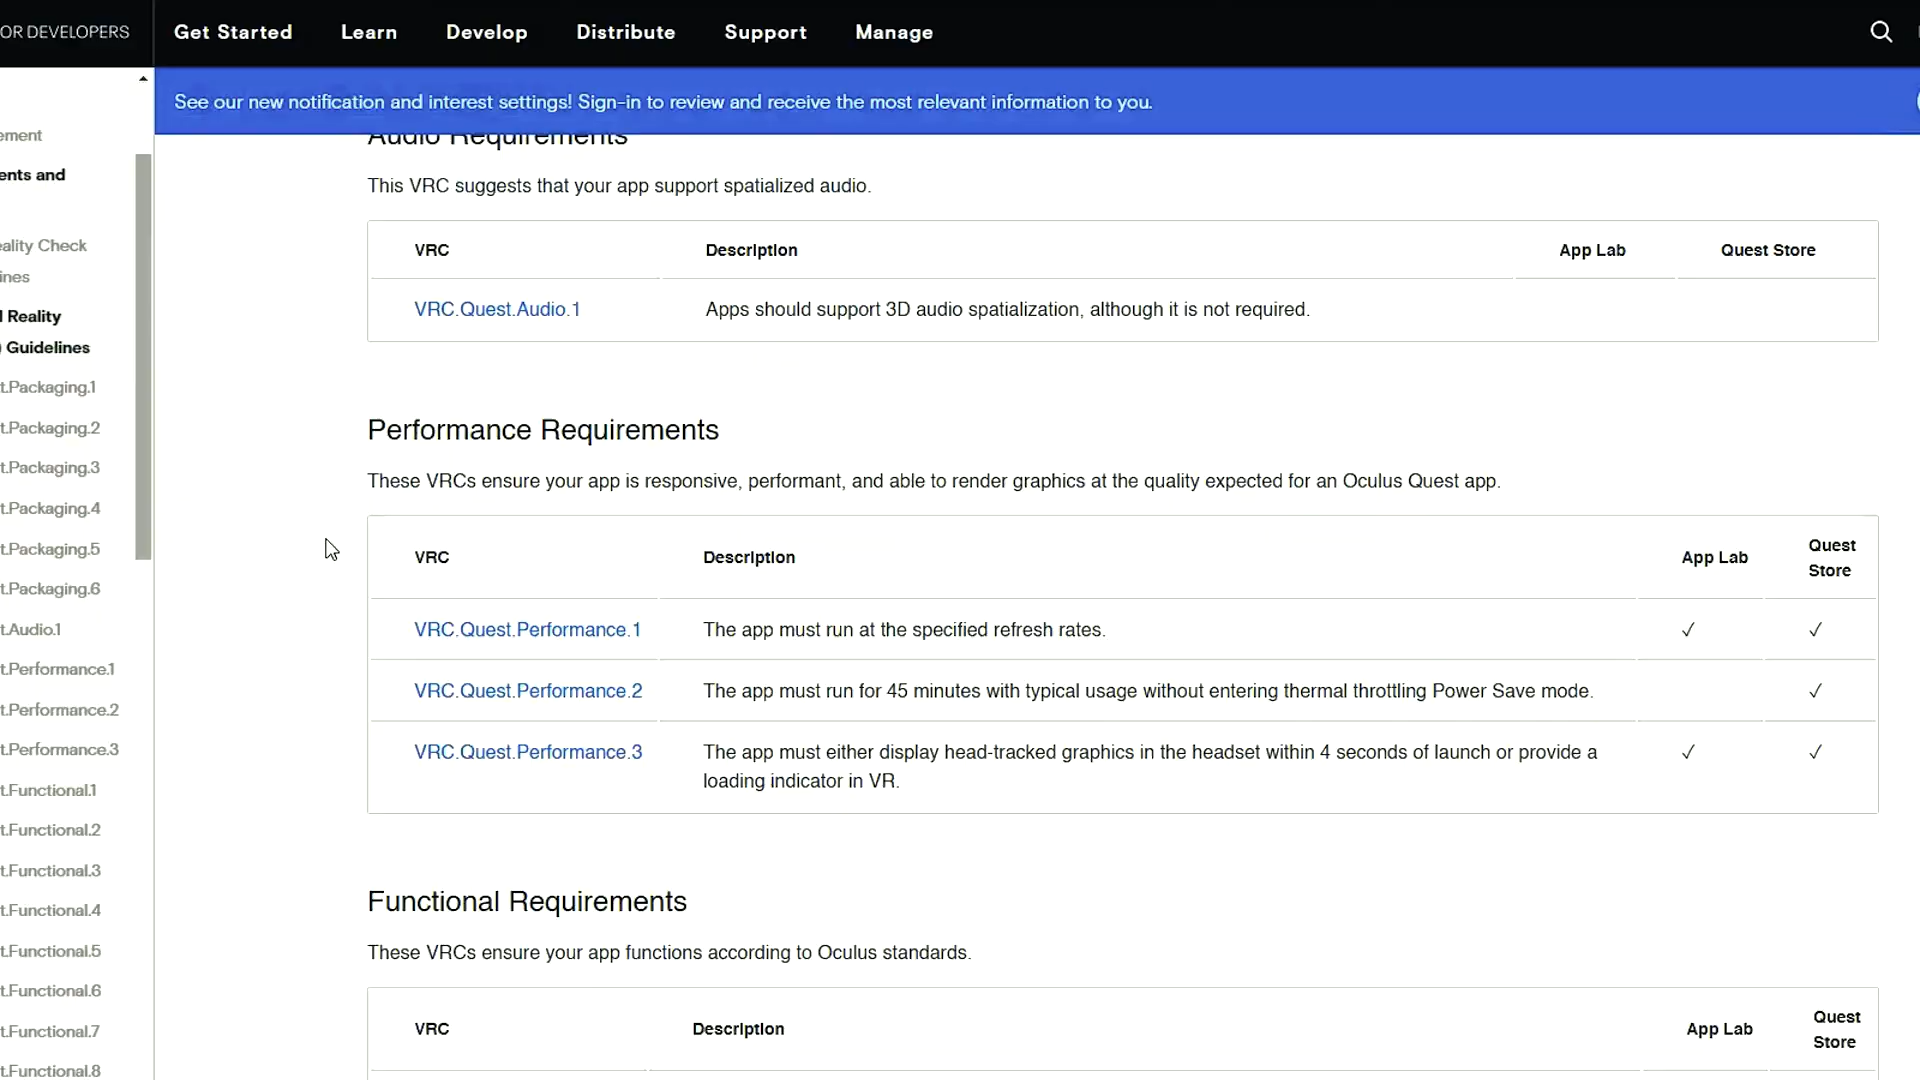 OR DEVELOPERS Get Started Learn Develop Distribute Support Manage
See our new notification and interest settings! Sign-in to review and receive the most relevant information to you.
ement
ents and
eality Check
ines
l Reality
) Guidelines
t.Packaging.1
t.Packaging.2
t.Packaging.3
t.Packaging.4
t.Packaging.5
t.Packaging.6
t.Audio.1
t.Performance.1
t.Performance.2
t.Performance.3
t.Functional.1
t.Functional.2
t.Functional.3
t.Functional.4
t.Functional.5
t.Functional.6
t.Functional.7
t.Functional.8
Audio Requirements
This VRC suggests that your app support spatialized audio.
VRC Description App Lab Quest Store
VRC.Quest.Audio.1 Apps should support 3D audio spatialization, although it is not required.
Performance Requirements
These VRCs ensure your app is responsive, performant, and able to render graphics at the quality expected for an Oculus Quest app.
VRC Description App Lab Quest
Store
VRC.Quest.Performance.1 The app must run at the specified refresh rates. ✓ ✓
VRC.Quest.Performance.2 The app must run for 45 minutes with typical usage without entering thermal throttling Power Save mode. ✓
VRC.Quest.Performance.3 The app must either display head-tracked graphics in the headset within 4 seconds of launch or provide a ✓ ✓
loading indicator in VR.
Functional Requirements
These VRCs ensure your app functions according to Oculus standards.
VRC Description App Lab Quest
Store